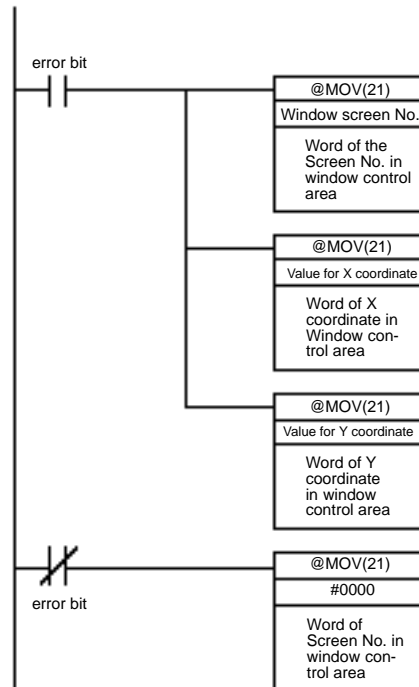 error bit
@MOV(21)
Window screen No.
Word of the
Screen No. in
window control
area
@MOV(21)
Value for X coordinate
Word of X
coordinate in
Window con-
trol area
@MOV(21)
Value for Y coordinate
Word of Y
coordinate
in window
control area
error bit
@MOV(21)
#0000
Word of
Screen No. in
window con-
trol area